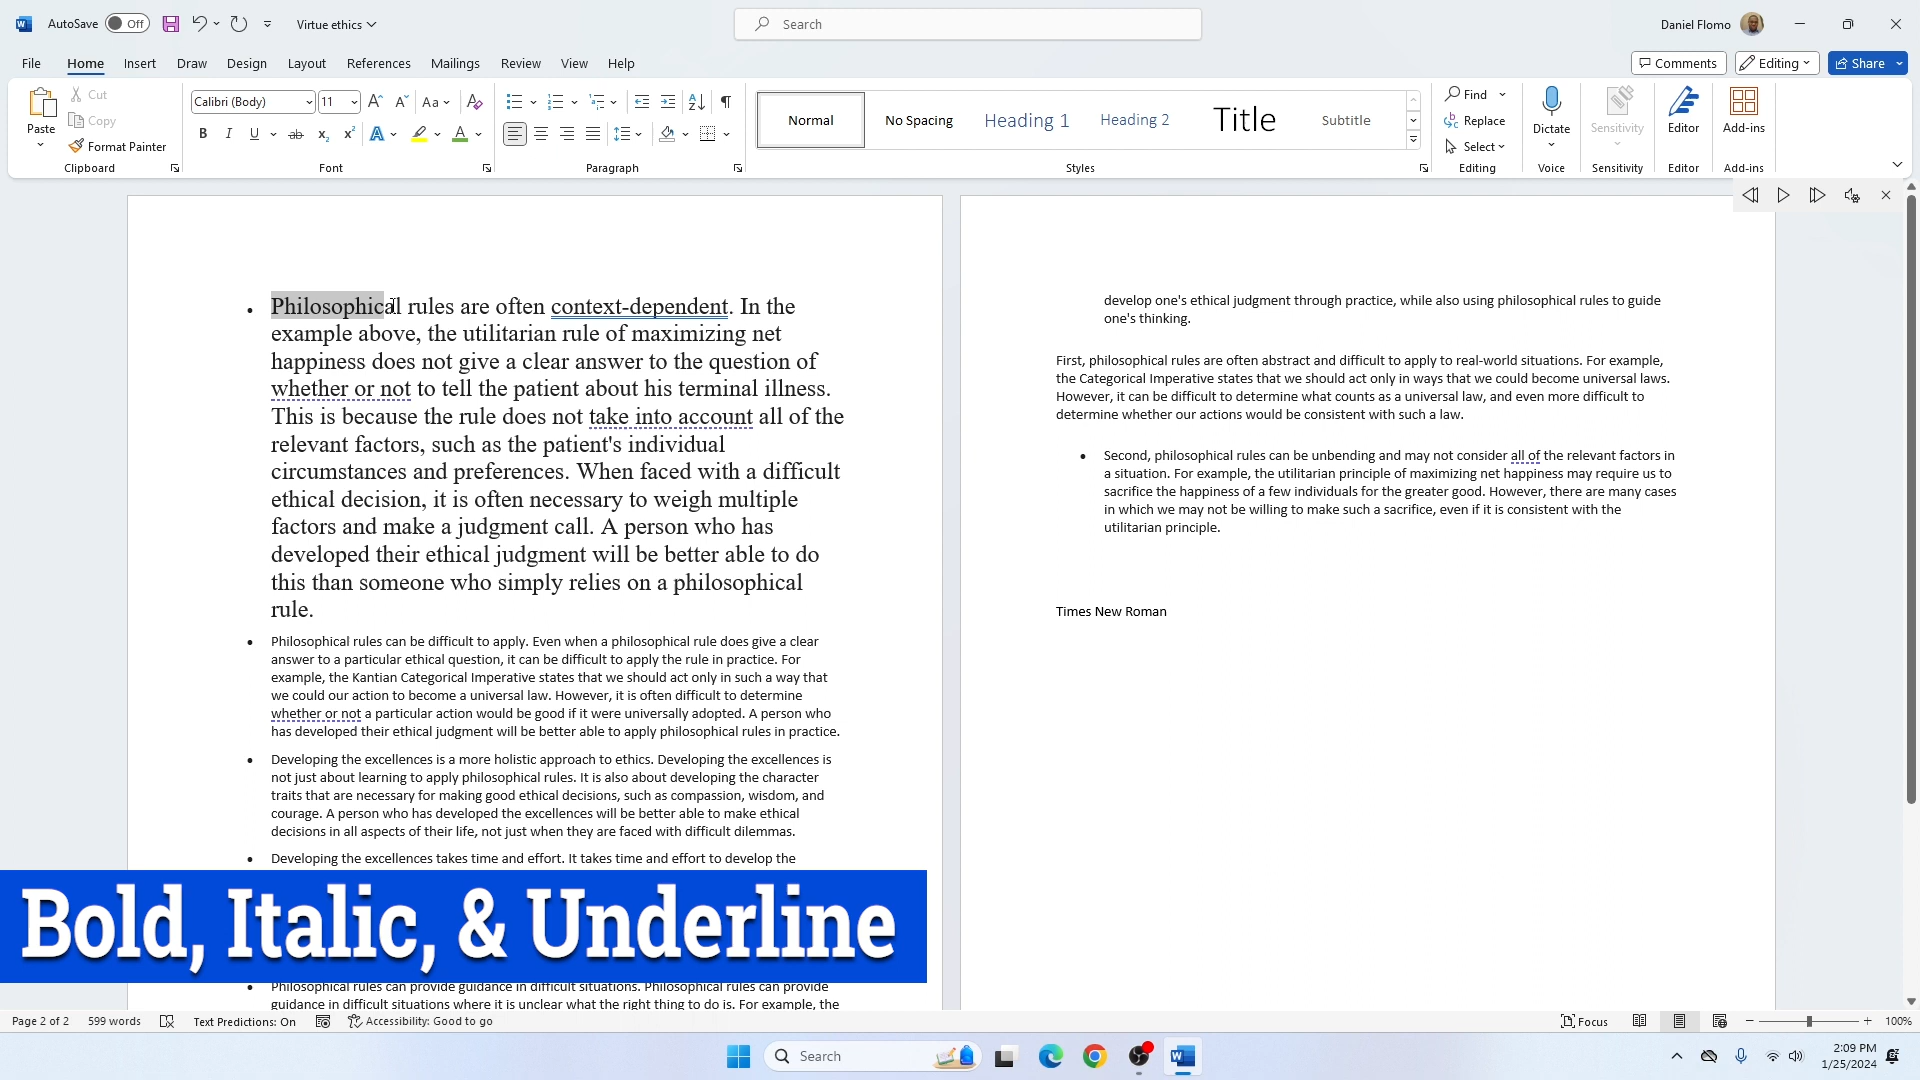 AutoSave Off Virtue ethics Search Daniel Flomo
File Home Insert Draw Design Layout References Mailings Review View Help Comments Editing Share
Paste Cut Copy Format Painter
Clipboard
Calibri (Body) 11
Font
Paragraph
Normal No Spacing Heading 1 Heading 2 Title Subtitle
Styles
Find
Replace
Select
Editing
Dictate
Voice
Sensitivity
Sensitivity
Editor
Editor
Add-ins
Add-ins
• Philosophical rules are often context-dependent. In the
example above, the utilitarian rule of maximizing net
happiness does not give a clear answer to the question of
whether or not to tell the patient about his terminal illness.
This is because the rule does not take into account all of the
relevant factors, such as the patient's individual
circumstances and preferences. When faced with a difficult
ethical decision, it is often necessary to weigh multiple
factors and make a judgment call. A person who has
developed their ethical judgment will be better able to do
this than someone who simply relies on a philosophical
rule.
• Philosophical rules can be difficult to apply. Even when a philosophical rule does give a clear
answer to a particular ethical question, it can be difficult to apply the rule in practice. For
example, the Kantian Categorical Imperative states that we should act only in such a way that
we could our action to become a universal law. However, it is often difficult to determine
whether or not a particular action would be good if it were universally adopted. A person who
has developed their ethical judgment will be better able to apply philosophical rules in practice.
• Developing the excellences is a more holistic approach to ethics. Developing the excellences is
not just about learning to apply philosophical rules. It is also about developing the character
traits that are necessary for making good ethical decisions, such as compassion, wisdom, and
courage. A person who has developed the excellences will be better able to make ethical
decisions in all aspects of their life, not just when they are faced with difficult dilemmas.
• Developing the excellences takes time and effort. It takes time and effort to develop the
Bold, Italic, & Underline
• Philosophical rules can provide guidance in difficult situations. Philosophical rules can provide
guidance in difficult situations where it is unclear what the right thing to do is. For example, the
develop one's ethical judgment through practice, while also using philosophical rules to guide
one's thinking.
First, philosophical rules are often abstract and difficult to apply to real-world situations. For example,
the Categorical Imperative states that we should act only in ways that we could become universal laws.
However, it can be difficult to determine what counts as a universal law, and even more difficult to
determine whether our actions would be consistent with such a law.
• Second, philosophical rules can be unbending and may not consider all of the relevant factors in
a situation. For example, the utilitarian principle of maximizing net happiness may require us to
sacrifice the happiness of a few individuals for the greater good. However, there are many cases
in which we may not be willing to make such a sacrifice, even if it is consistent with the
utilitarian principle.
Times New Roman
Page 2 of 2 599 words Text Predictions: On Accessibility: Good to go Focus 100%
Search
2:09 PM
1/25/2024